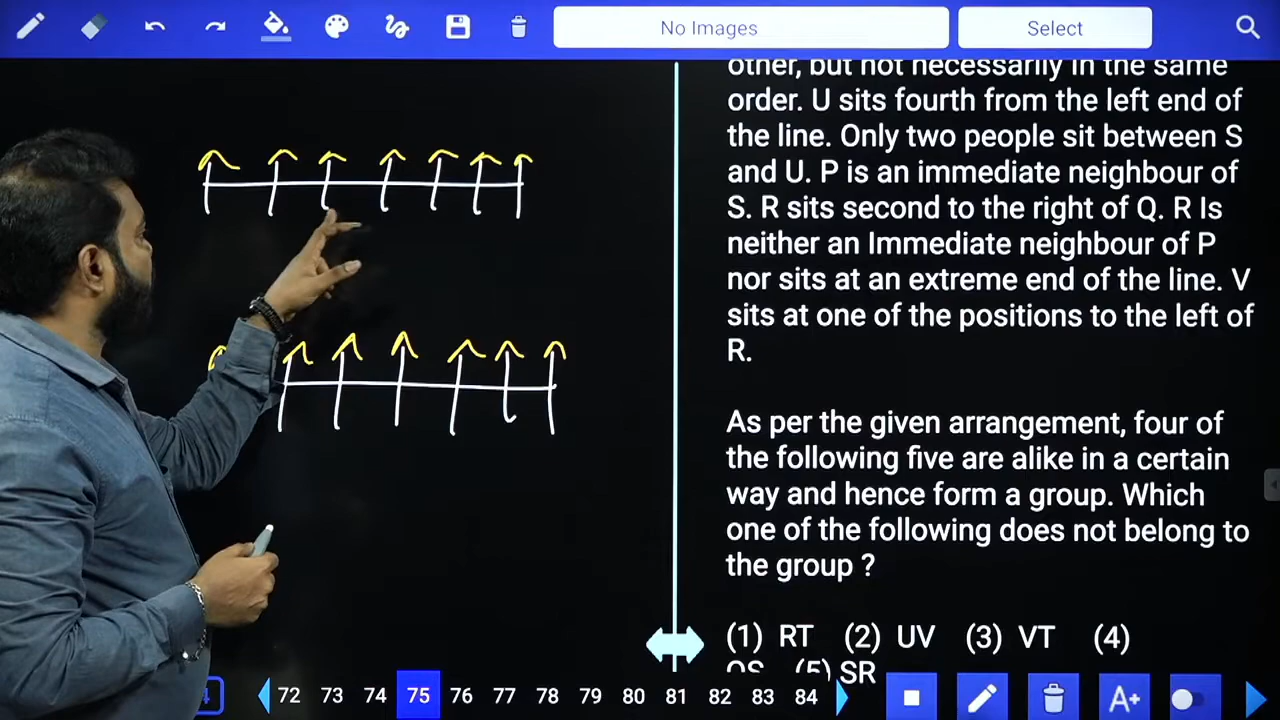 No Images
Select
other, but not necessarily in the same
order. U sits fourth from the left end of
the line. Only two people sit between S
and U. P is an immediate neighbour of
S. R sits second to the right of Q. R Is
neither an Immediate neighbour of P
nor sits at an extreme end of the line. V
sits at one of the positions to the left of
R.
As per the given arrangement, four of
the following five are alike in a certain
way and hence form a group. Which
one of the following does not belong to
the group ?
(1) RT (2) UV (3) VT (4)
QS (5) SR
72 73 74 75 76 77 78 79 80 81 82 83 84
A+